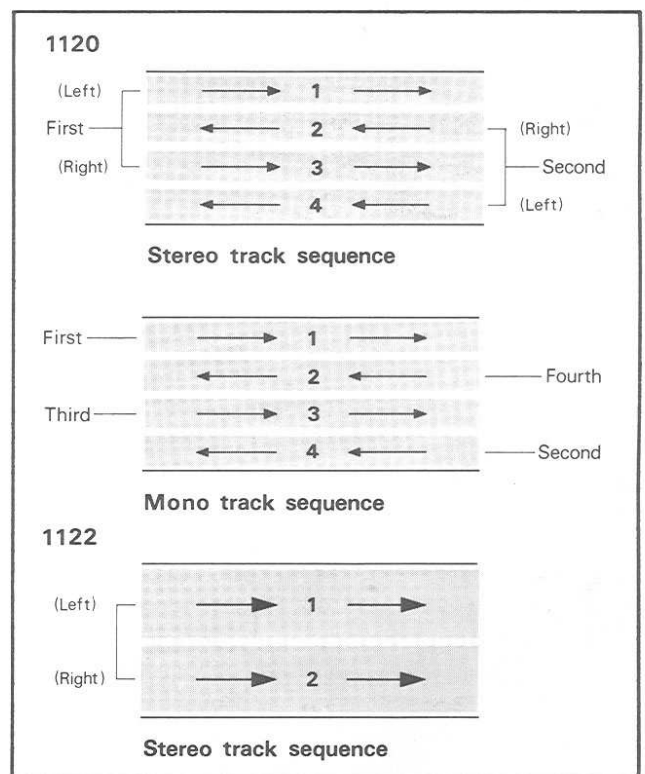 1120
(Left) 1
First 2 (Right)
(Right) 3 Second
4 (Left)
Stereo track sequence
First 1
2 Fourth
Third 3
4 Second
Mono track sequence
1122
(Left) 1
(Right) 2
Stereo track sequence